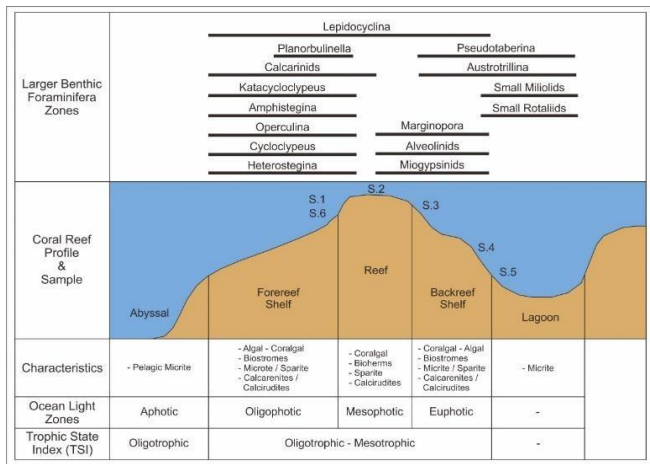 Larger Benthic
Foraminifera
Zones
Lepidocyclina
Planorbulinella
Pseudotaberina
Calcarinids
Austrotrillina
Katacycloclypeus
Small Miliolids
Amphistegina
Small Rotaliids
Operculina
Marginopora
Cycloclypeus
Alveolinids
Heterostegina
Miogypsinids
Coral Reef
Profile
&
Sample
S.1
S.6
S.2
S.3
S.4
S.5
Abyssal
Forereef
Shelf
Reef
Backreef
Shelf
Lagoon
Characteristics
- Pelagic Micrite
- Algal - Coralgal
- Biostromes
- Microte / Sparite
- Calcarenites /
Calcirudites
- Coralgal
- Bioherms
- Sparite
- Calcirudites
- Coralgal - Algal
- Biostromes
- Micrite / Sparite
- Calcarenites /
Calcirudites
- Micrite
Ocean Light
Zones
Aphotic
Oligophotic
Mesophotic
Euphotic
-
Trophic State
Index (TSI)
Oligotrophic
Oligotrophic - Mesotrophic
-